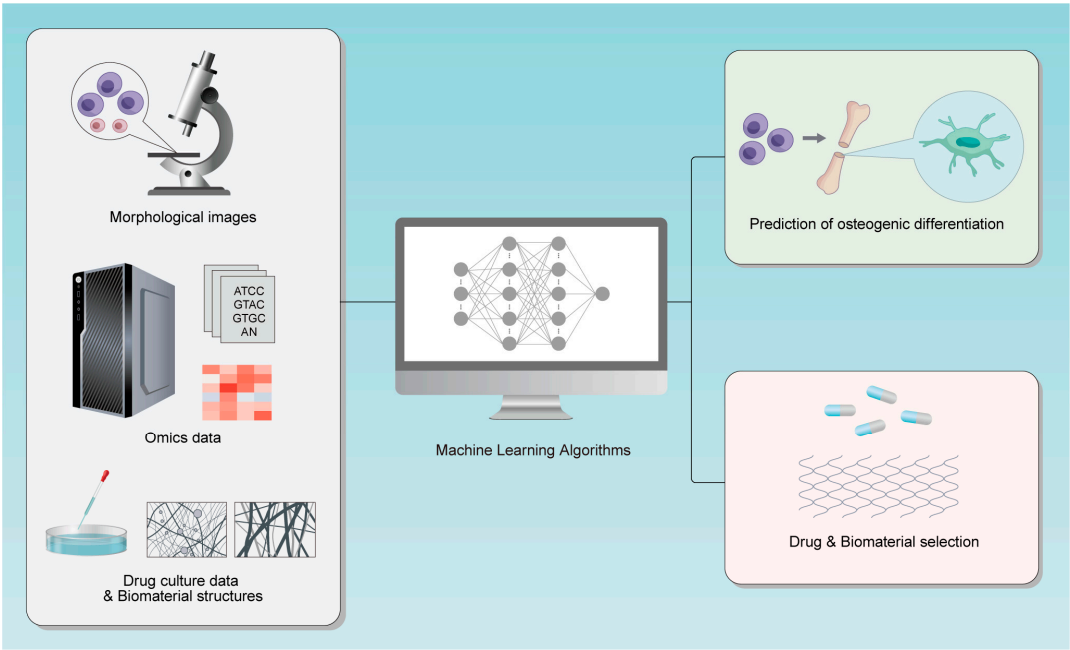 Morphological images
ATCC
GTAC
GTGC
AN
Omics data
Drug culture data
& Biomaterial structures
Machine Learning Algorithms
Prediction of osteogenic differentiation
Drug & Biomaterial selection